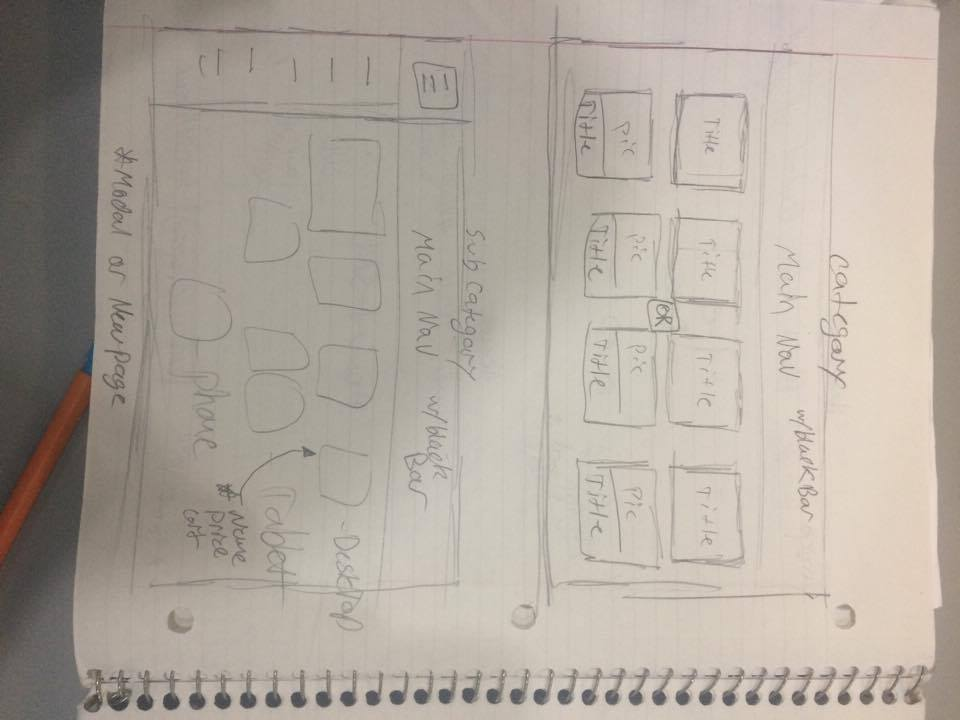 Category
Main Nav w/black Bar
Title Title Title Title
OR
Pic Pic Pic Pic
Title Title Title Title
Sub Category
Main Nav w/black
Bar
-Desktop
Tablet
* Name
price
phone
*Modal or New page